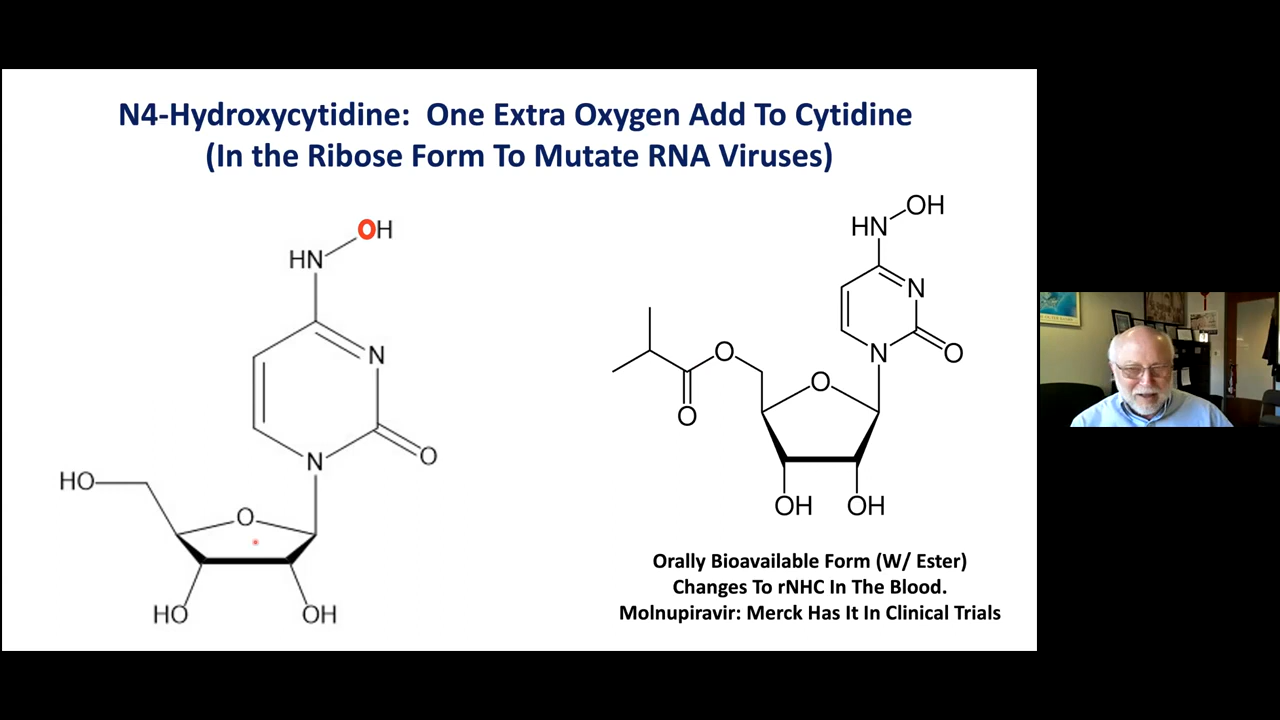 N4-Hydroxycytidine: One Extra Oxygen Add To Cytidine
(In the Ribose Form To Mutate RNA Viruses)
OH
HN
N
N
O
HO
O
HO
OH
OH
HN
N
N
O
O
O
O
OH
OH
Orally Bioavailable Form (W/ Ester)
Changes To rNHC In The Blood.
Molnupiravir: Merck Has It In Clinical Trials